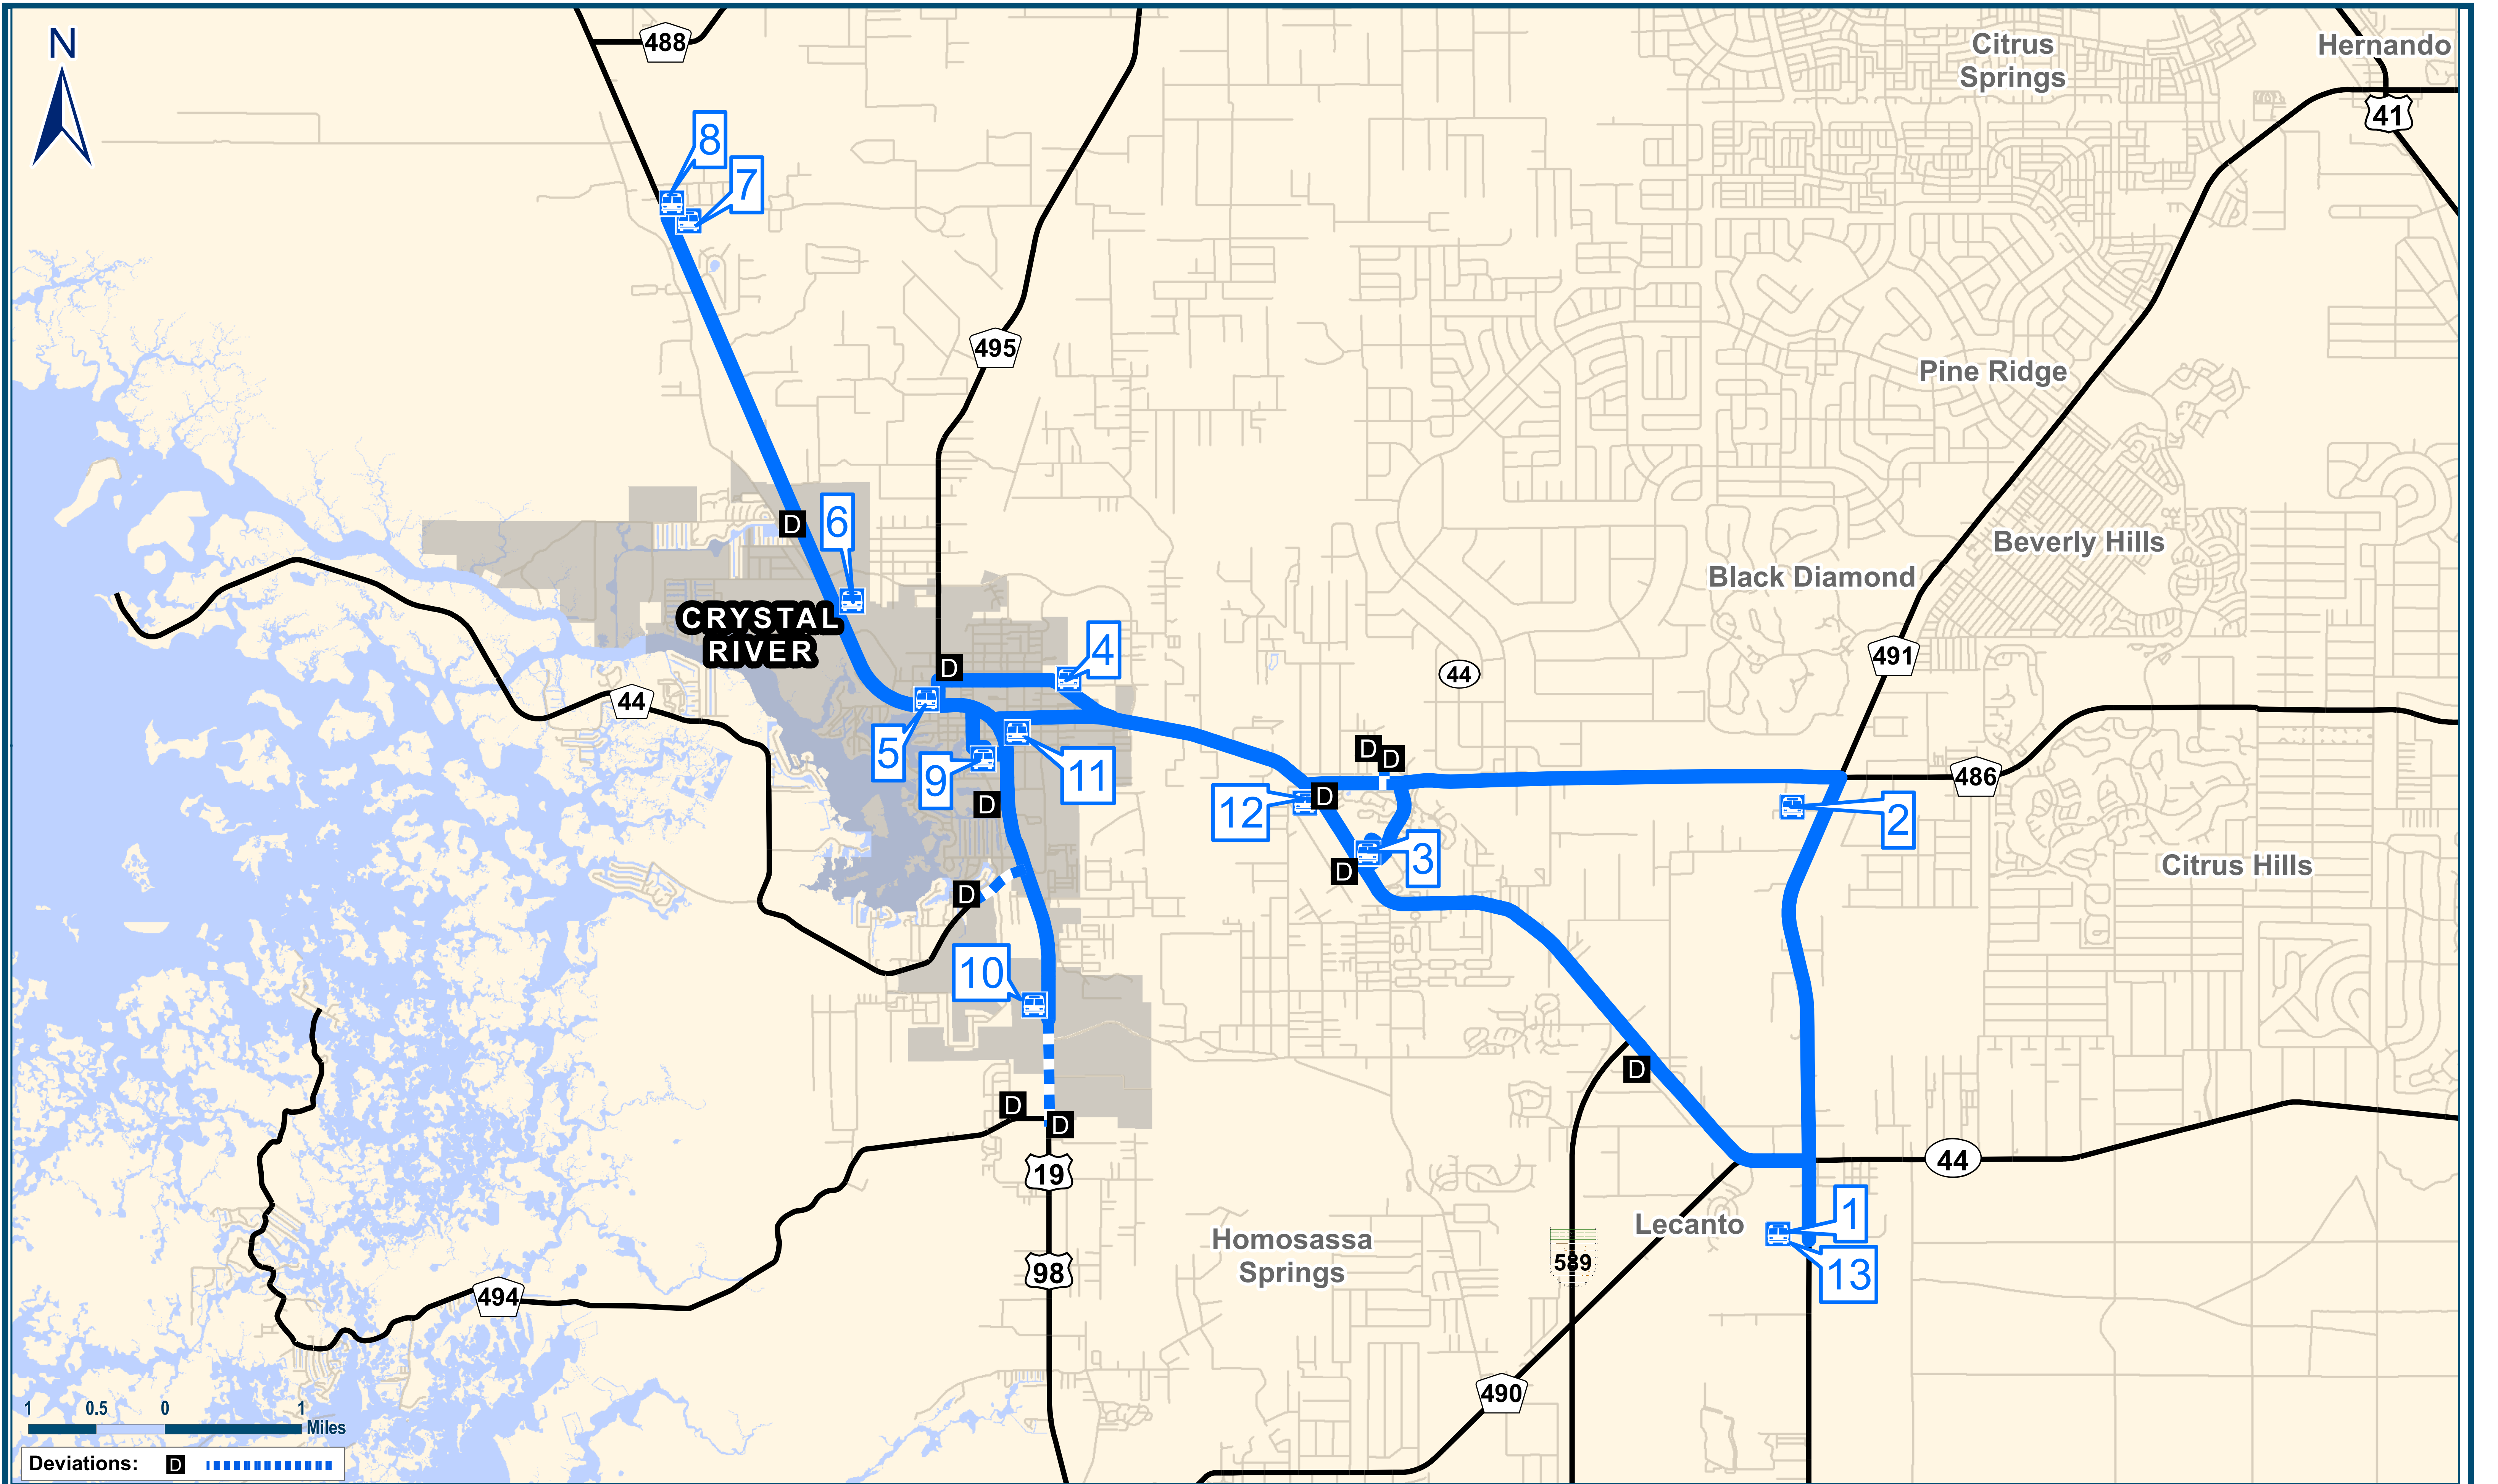 N
488
Citrus
Springs
Hernando
41
8
7
495
Pine Ridge
D
6
Beverly Hills
Black Diamond
CRYSTAL
RIVER
D
4
44
491
44
5
9
11
D
D
D
486
12
D
2
D
3
D
Citrus Hills
D
10
D
D
D
19
44
1
Lecanto
Homosassa
Springs
589
98
13
494
490
1 0.5 0 1
Miles
Deviations: D